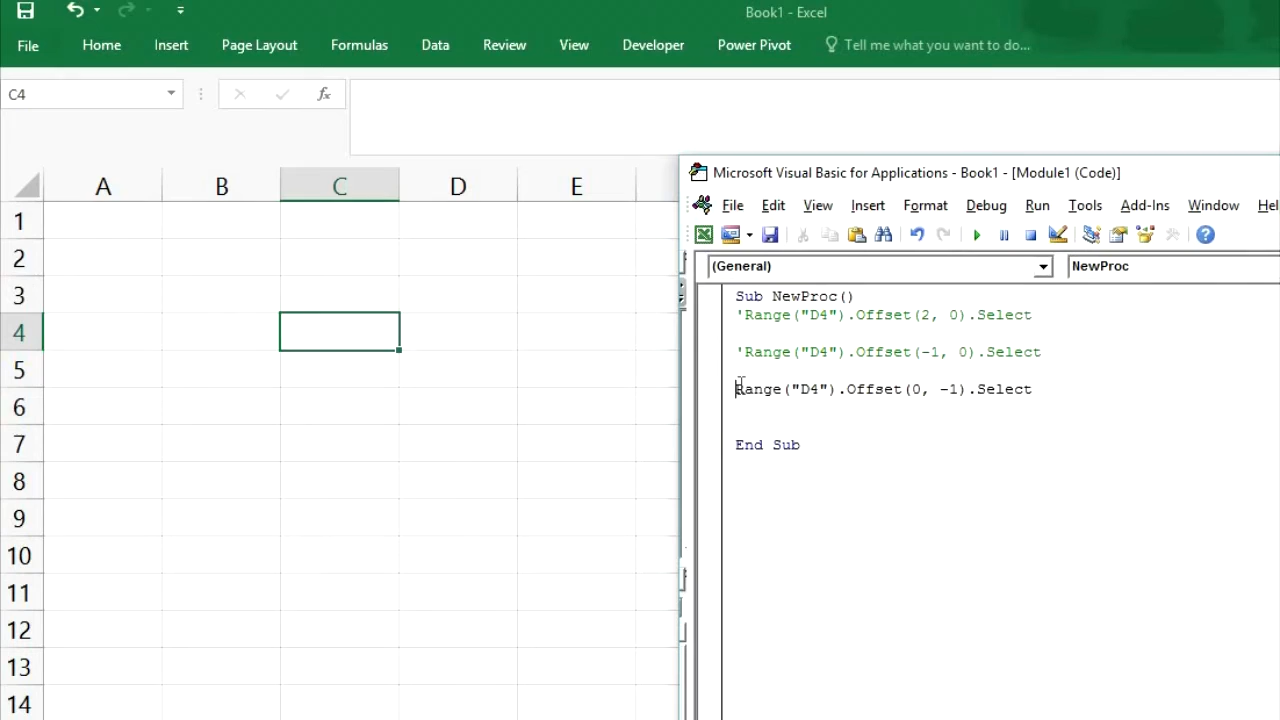 Book1 - Excel
File Home Insert Page Layout Formulas Data Review View Developer Power Pivot Tell me what you want to do...
C4 fx
A B C D E
1
2
3
4
5
6
7
8
9
10
11
12
13
14
Microsoft Visual Basic for Applications - Book1 - [Module1 (Code)]
File Edit View Insert Format Debug Run Tools Add-Ins Window Hel
(General) NewProc
Sub NewProc()
'Range("D4").Offset(2, 0).Select
'Range("D4").Offset(-1, 0).Select
Range("D4").Offset(0, -1).Select
End Sub